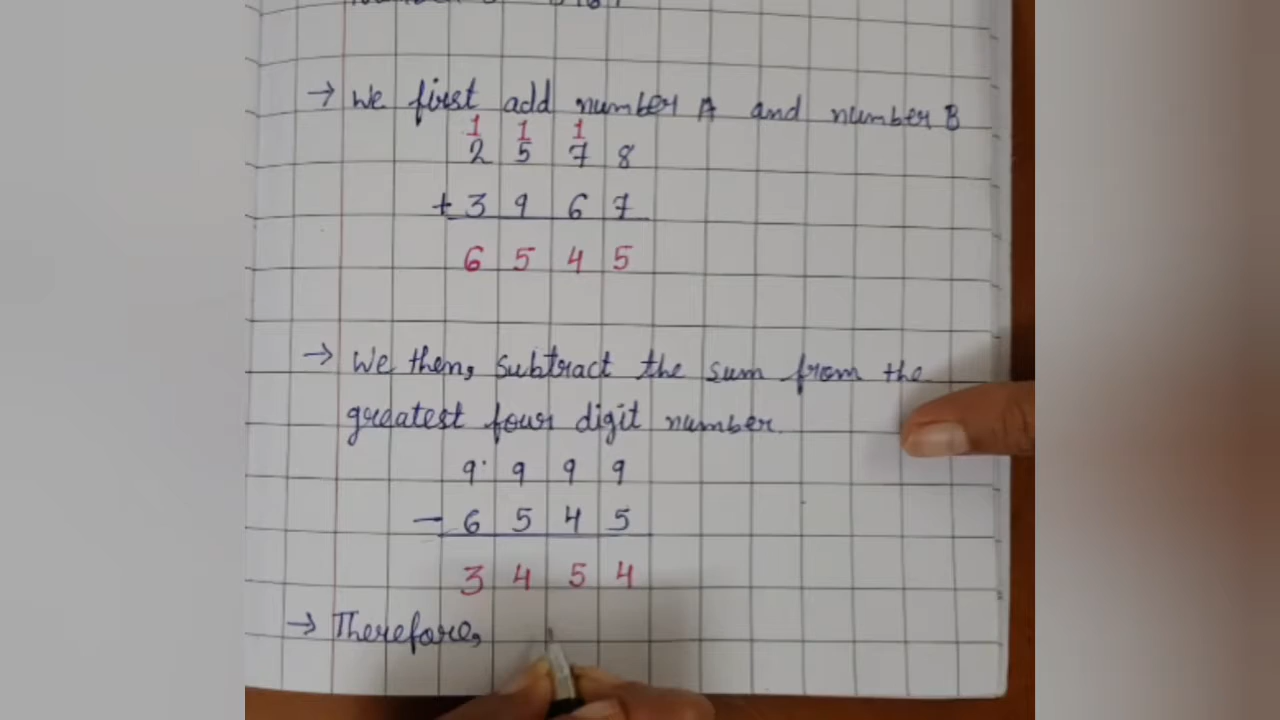 → We first add number A and number B
1 1 1
2 5 7 8
+ 3 9 6 7
6 5 4 5
→ We then, subtract the sum from the
greatest four digit number.
9 9 9 9
- 6 5 4 5
3 4 5 4
→ Therefore,